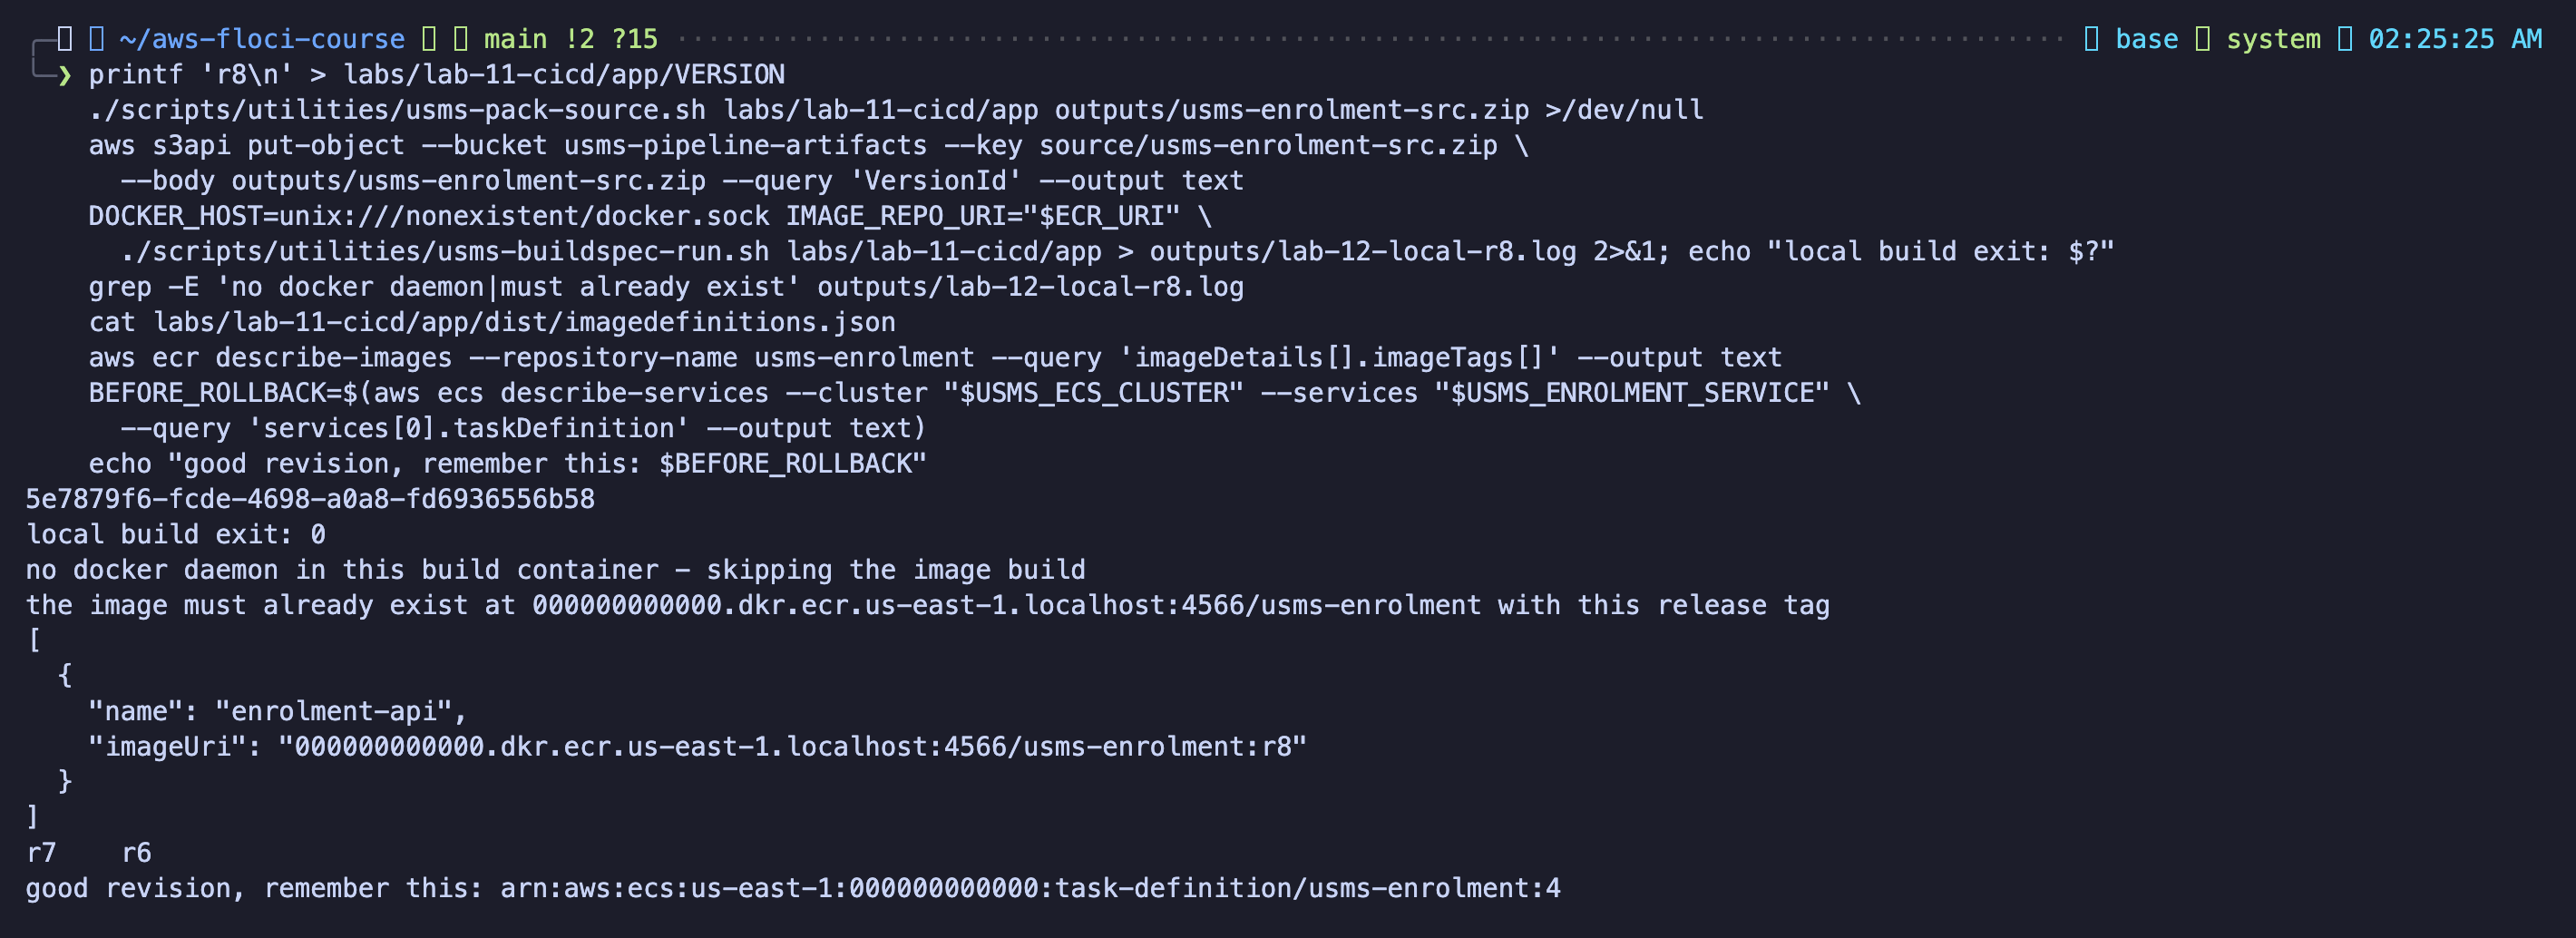 ~/aws-floci-course main !2 ?15 base system 02:25:25 AM
❯ printf 'r8\n' > labs/lab-11-cicd/app/VERSION
./scripts/utilities/usms-pack-source.sh labs/lab-11-cicd/app outputs/usms-enrolment-src.zip >/dev/null
aws s3api put-object --bucket usms-pipeline-artifacts --key source/usms-enrolment-src.zip \
--body outputs/usms-enrolment-src.zip --query 'VersionId' --output text
DOCKER_HOST=unix:///nonexistent/docker.sock IMAGE_REPO_URI="$ECR_URI" \
./scripts/utilities/usms-buildspec-run.sh labs/lab-11-cicd/app > outputs/lab-12-local-r8.log 2>&1; echo "local build exit: $?"
grep -E 'no docker daemon|must already exist' outputs/lab-12-local-r8.log
cat labs/lab-11-cicd/app/dist/imagedefinitions.json
aws ecr describe-images --repository-name usms-enrolment --query 'imageDetails[].imageTags[]' --output text
BEFORE_ROLLBACK=$(aws ecs describe-services --cluster "$USMS_ECS_CLUSTER" --services "$USMS_ENROLMENT_SERVICE" \
--query 'services[0].taskDefinition' --output text)
echo "good revision, remember this: $BEFORE_ROLLBACK"
5e7879f6-fcde-4698-a0a8-fd6936556b58
local build exit: 0
no docker daemon in this build container - skipping the image build
the image must already exist at 000000000000.dkr.ecr.us-east-1.localhost:4566/usms-enrolment with this release tag
[
{
"name": "enrolment-api",
"imageUri": "000000000000.dkr.ecr.us-east-1.localhost:4566/usms-enrolment:r8"
}
]
r7 r6
good revision, remember this: arn:aws:ecs:us-east-1:000000000000:task-definition/usms-enrolment:4